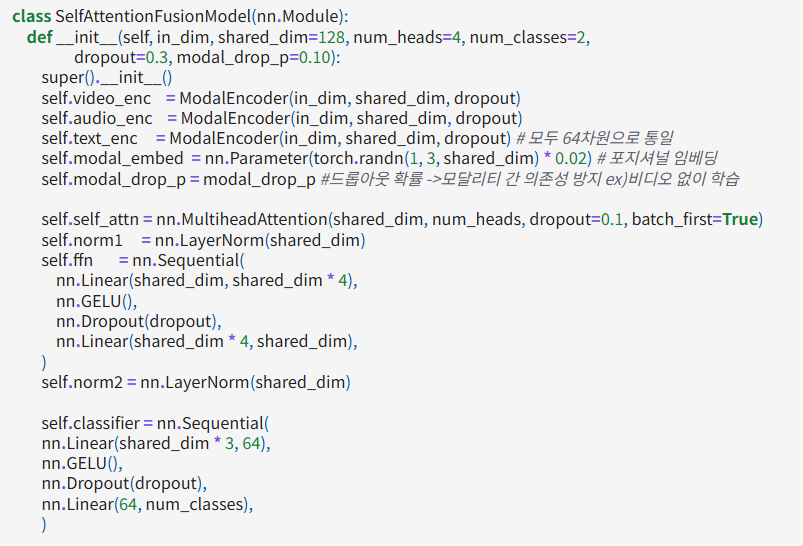 class SelfAttentionFusionModel(nn.Module):
def __init__(self, in_dim, shared_dim=128, num_heads=4, num_classes=2,
dropout=0.3, modal_drop_p=0.10):
super().__init__()
self.video_enc = ModalEncoder(in_dim, shared_dim, dropout)
self.audio_enc = ModalEncoder(in_dim, shared_dim, dropout)
self.text_enc = ModalEncoder(in_dim, shared_dim, dropout) # 모두 64차원으로 통일
self.modal_embed = nn.Parameter(torch.randn(1, 3, shared_dim) * 0.02) # 포지셔널 임베딩
self.modal_drop_p = modal_drop_p #드롭아웃 확률 ->모달리티 간 의존성 방지 ex)비디오 없이 학습
self.self_attn = nn.MultiheadAttention(shared_dim, num_heads, dropout=0.1, batch_first=True)
self.norm1 = nn.LayerNorm(shared_dim)
self.ffn = nn.Sequential(
nn.Linear(shared_dim, shared_dim * 4),
nn.GELU(),
nn.Dropout(dropout),
nn.Linear(shared_dim * 4, shared_dim),
)
self.norm2 = nn.LayerNorm(shared_dim)
self.classifier = nn.Sequential(
nn.Linear(shared_dim * 3, 64),
nn.GELU(),
nn.Dropout(dropout),
nn.Linear(64, num_classes),
)